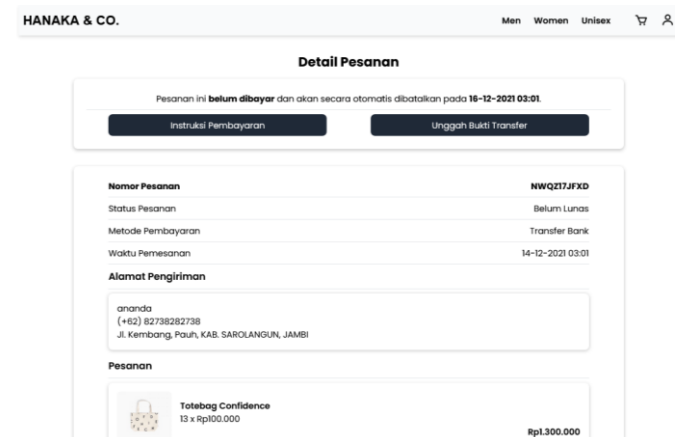 HANAKA & CO. Men Women Unisex
Detail Pesanan
Pesanan ini belum dibayar dan akan secara otomatis dibatalkan pada 16-12-2021 03:01.
Instruksi Pembayaran Unggah Bukti Transfer
Nomor Pesanan NWQZ17JFXD
Status Pesanan Belum Lunas
Metode Pembayaran Transfer Bank
Waktu Pemesanan 14-12-2021 03:01
Alamat Pengiriman
ananda
(+62) 82738282738
Jl. Kembang, Pauh, KAB. SAROLANGUN, JAMBI
Pesanan
Totebag Confidence
13 x Rp100.000
Rp1.300.000